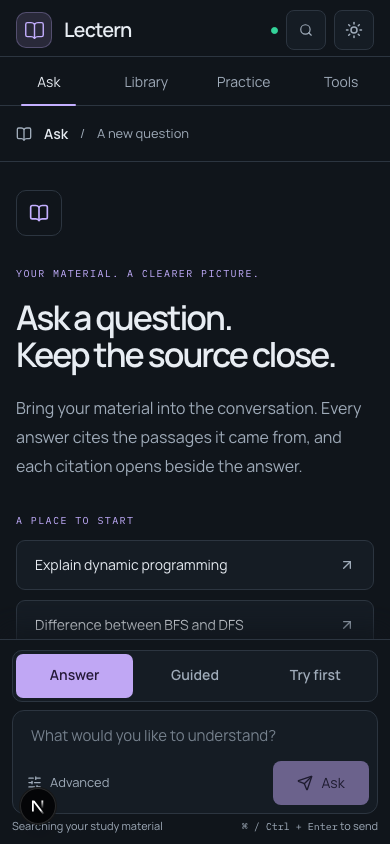 Lectern
Ask
Library
Practice
Tools
Ask / A new question
YOUR MATERIAL. A CLEARER PICTURE.
Ask a question.
Keep the source close.
Bring your material into the conversation. Every
answer cites the passages it came from, and
each citation opens beside the answer.
A PLACE TO START
Explain dynamic programming
Difference between BFS and DFS
Answer
Guided
Try first
What would you like to understand?
Advanced
Ask
N
Searching your study material
⌘ / Ctrl + Enter to send